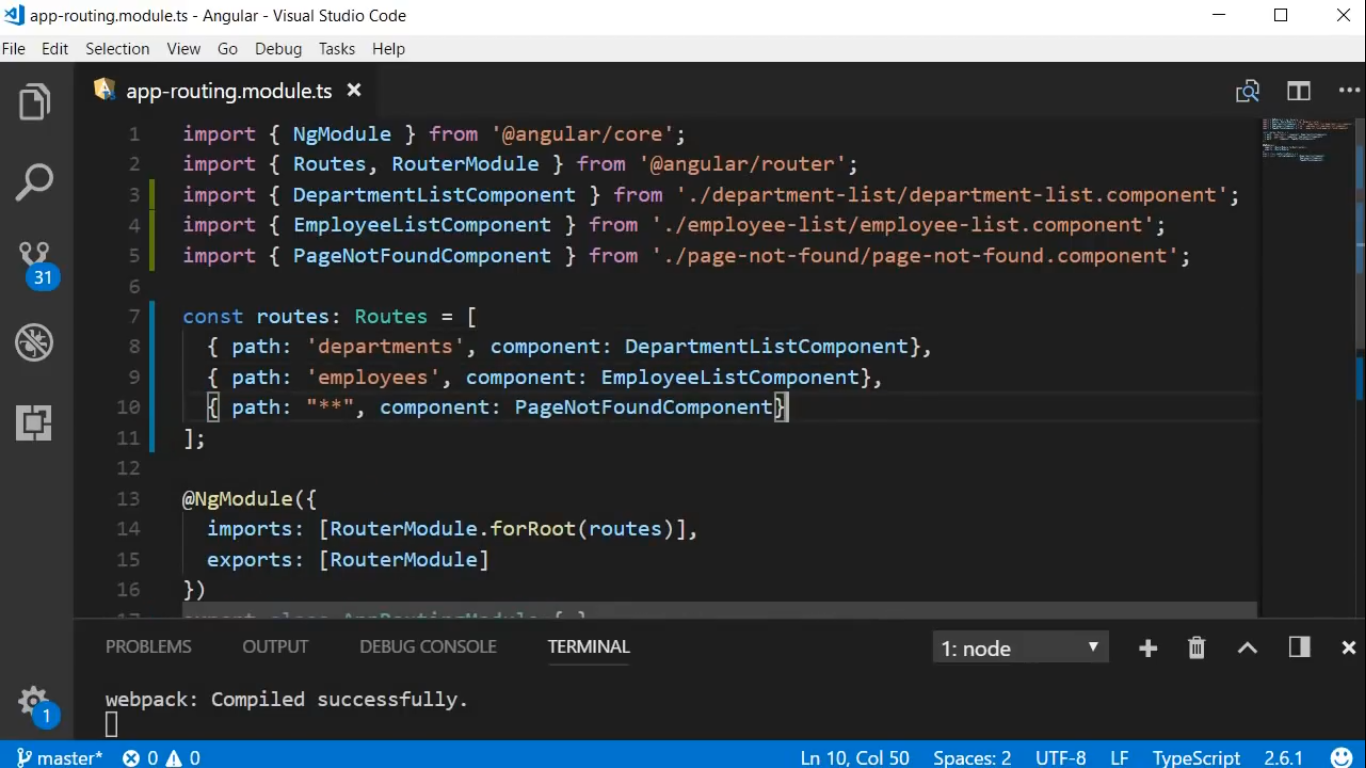 app-routing.module.ts - Angular - Visual Studio Code
File Edit Selection View Go Debug Tasks Help
app-routing.module.ts
1 import { NgModule } from '@angular/core';
2 import { Routes, RouterModule } from '@angular/router';
3 import { DepartmentListComponent } from './department-list/department-list.component';
4 import { EmployeeListComponent } from './employee-list/employee-list.component';
5 import { PageNotFoundComponent } from './page-not-found/page-not-found.component';
6
7 const routes: Routes = [
8 { path: 'departments', component: DepartmentListComponent},
9 { path: 'employees', component: EmployeeListComponent},
10 { path: "**", component: PageNotFoundComponent}
11 ];
12
13 @NgModule({
14 imports: [RouterModule.forRoot(routes)],
15 exports: [RouterModule]
16 })
17 export class AppRoutingModule { }
31
PROBLEMS OUTPUT DEBUG CONSOLE TERMINAL 1: node
webpack: Compiled successfully.
1
master* 0 0 Ln 10, Col 50 Spaces: 2 UTF-8 LF TypeScript 2.6.1